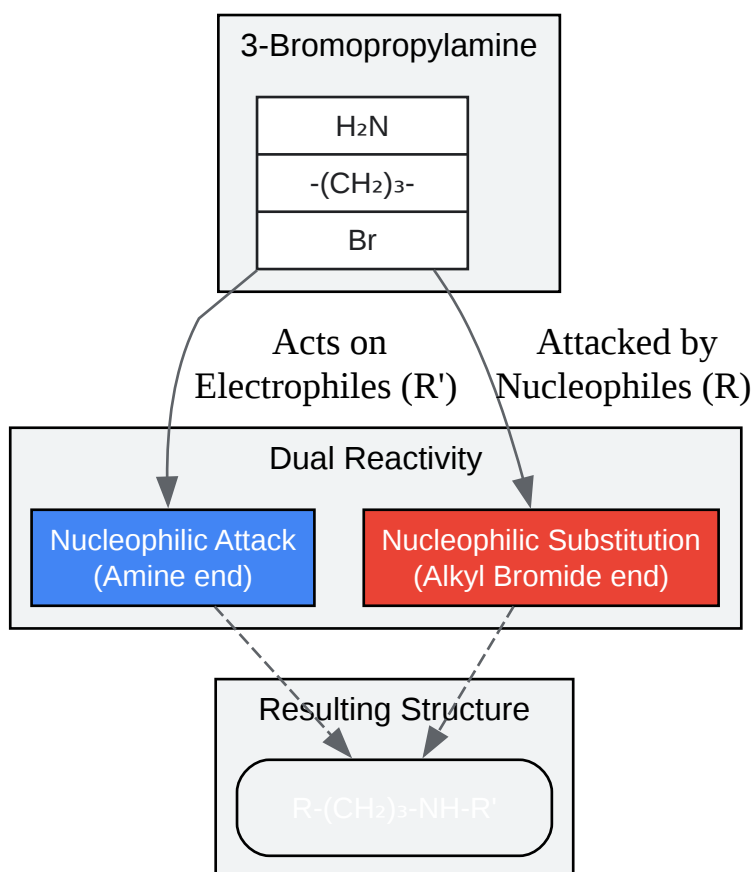 3-Bromopropylamine
H₂N
-(CH₂)₃-
Br
Acts on
Electrophiles (R')
Attacked by
Nucleophiles (R)
Dual Reactivity
Nucleophilic Attack
(Amine end)
Nucleophilic Substitution
(Alkyl Bromide end)
Resulting Structure
R-(CH₂)₃-NH-R'